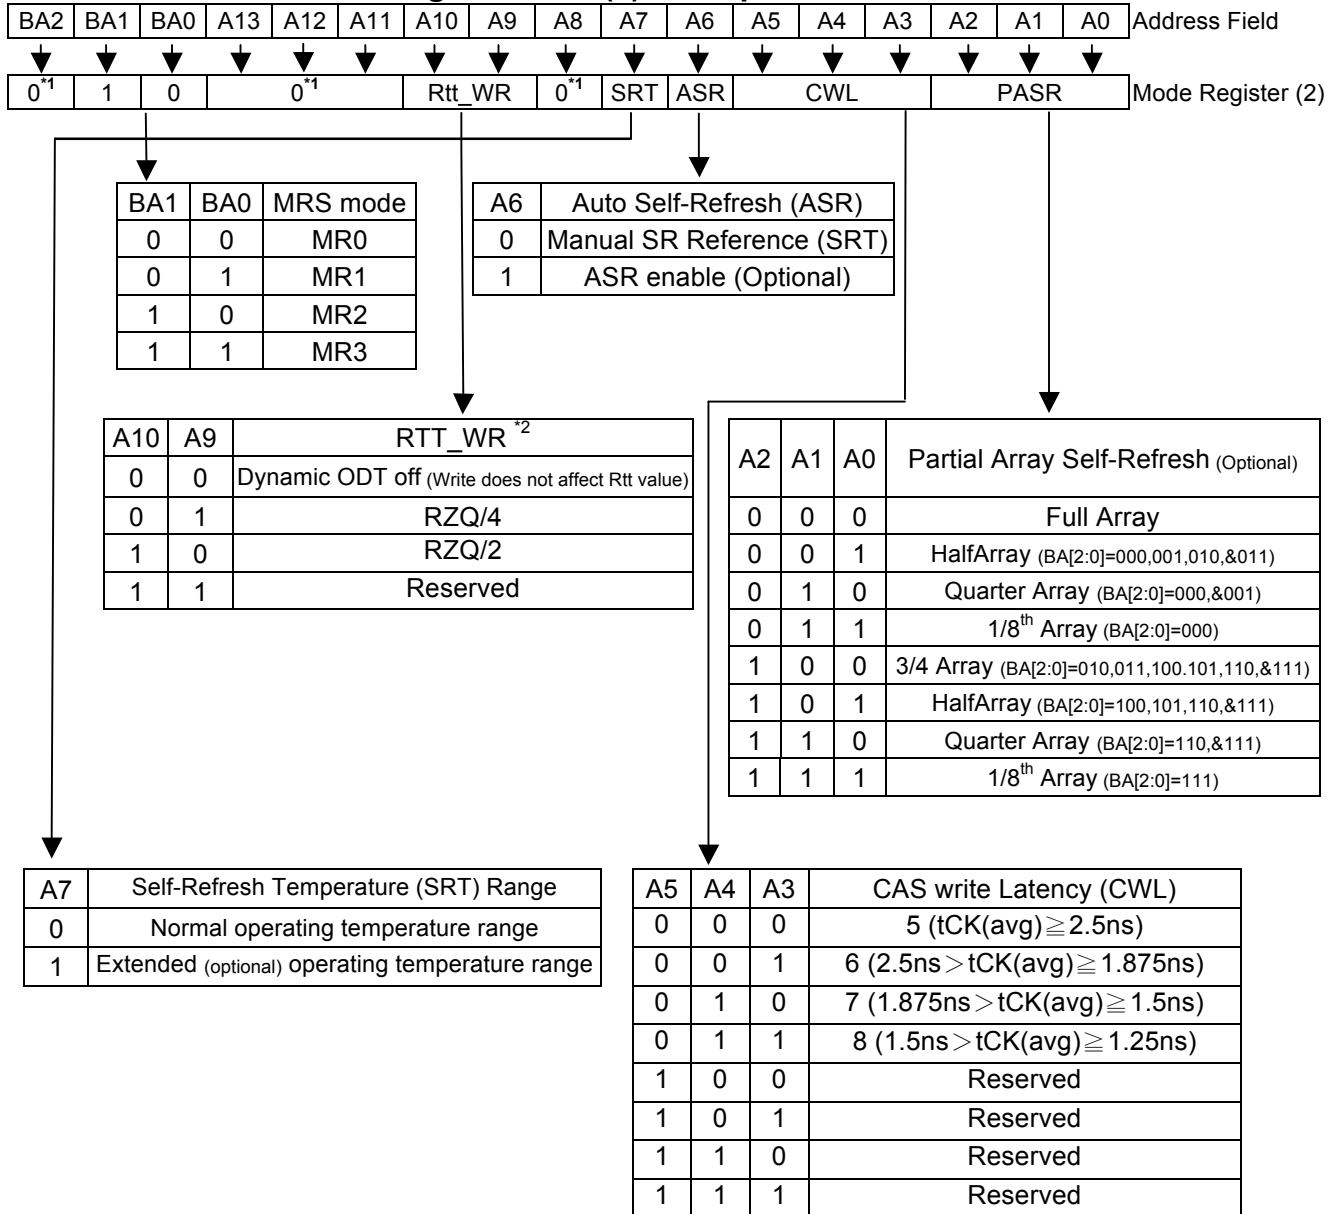 BA2 BA1 BA0 A13 A12 A11 A10 A9 A8 A7 A6 A5 A4 A3 A2 A1 A0 Address Field
0*1 1 0 0*1 Rtt_WR 0*1 SRT ASR CWL PASR Mode Register (2)
BA1 BA0 MRS mode
0 0 MR0
0 1 MR1
1 0 MR2
1 1 MR3
A6 Auto Self-Refresh (ASR)
0 Manual SR Reference (SRT)
1 ASR enable (Optional)
A10 A9 RTT_WR *2
0 0 Dynamic ODT off (Write does not affect Rtt value)
0 1 RZQ/4
1 0 RZQ/2
1 1 Reserved
A2 A1 A0 Partial Array Self-Refresh (Optional)
0 0 0 Full Array
0 0 1 HalfArray (BA[2:0]=000,001,010,&011)
0 1 0 Quarter Array (BA[2:0]=000,&001)
0 1 1 1/8th Array (BA[2:0]=000)
1 0 0 3/4 Array (BA[2:0]=010,011,100.101,110,&111)
1 0 1 HalfArray (BA[2:0]=100,101,110,&111)
1 1 0 Quarter Array (BA[2:0]=110,&111)
1 1 1 1/8th Array (BA[2:0]=111)
A7 Self-Refresh Temperature (SRT) Range
0 Normal operating temperature range
1 Extended (optional) operating temperature range
A5 A4 A3 CAS write Latency (CWL)
0 0 0 5 (tCK(avg)≧2.5ns)
0 0 1 6 (2.5ns>tCK(avg)≧1.875ns)
0 1 0 7 (1.875ns>tCK(avg)≧1.5ns)
0 1 1 8 (1.5ns>tCK(avg)≧1.25ns)
1 0 0 Reserved
1 0 1 Reserved
1 1 0 Reserved
1 1 1 Reserved